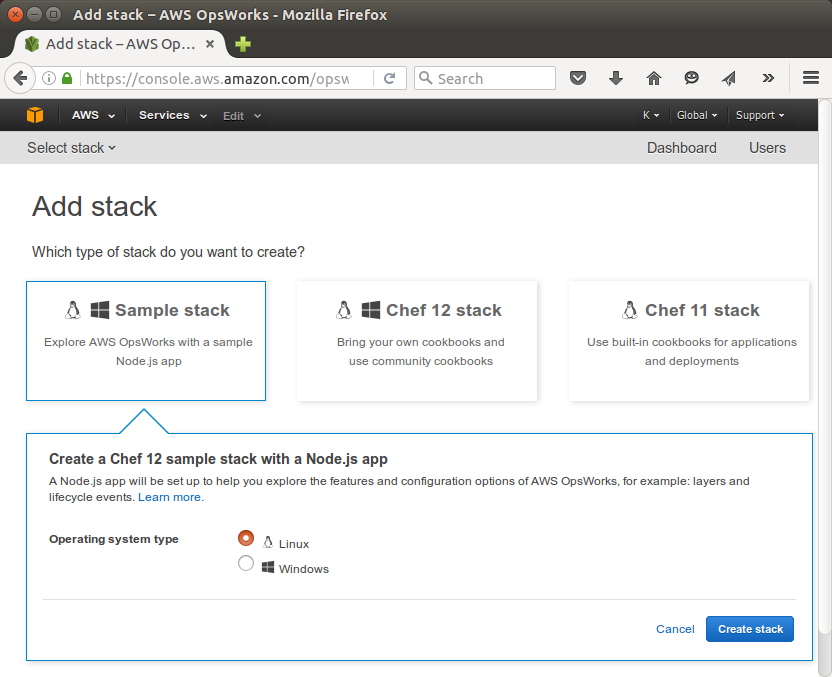 Add stack – AWS OpsWorks - Mozilla Firefox
Add stack – AWS Op...
https://console.aws.amazon.com/opsw
Search
AWS Services Edit K Global Support
Select stack Dashboard Users
Add stack
Which type of stack do you want to create?
Sample stack
Explore AWS OpsWorks with a sample
Node.js app
Chef 12 stack
Bring your own cookbooks and
use community cookbooks
Chef 11 stack
Use built-in cookbooks for applications
and deployments
Create a Chef 12 sample stack with a Node.js app
A Node.js app will be set up to help you explore the features and configuration options of AWS OpsWorks, for example: layers and
lifecycle events. Learn more.
Operating system type
Linux
Windows
Cancel Create stack